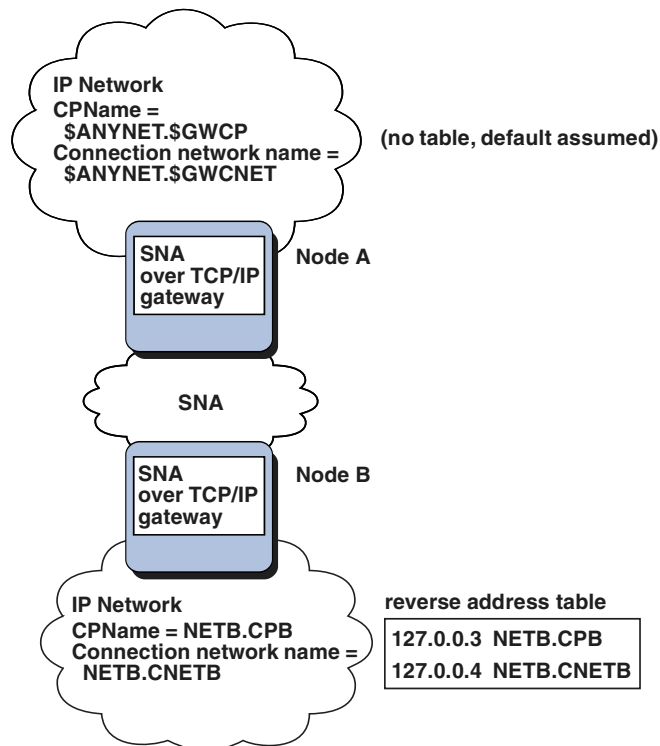 IP Network
CPName =
$ANYNET.$GWCP
Connection network name =
$ANYNET.$GWCNET
(no table, default assumed)
SNA
over TCP/IP
gateway
Node A
SNA
SNA
over TCP/IP
gateway
Node B
IP Network
CPName = NETB.CPB
Connection network name =
NETB.CNETB
reverse address table
127.0.0.3 NETB.CPB
127.0.0.4 NETB.CNETB